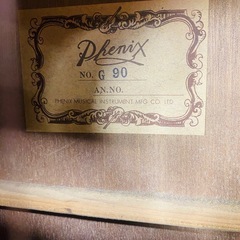 Phenix
NO. G 90
AN.NO.
PHENIX MUSICAL INSTRUMENT MFG CO. LTD